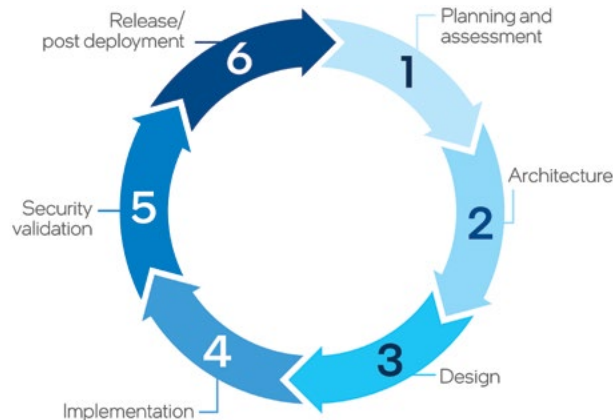 1
Planning and
assessment
2
Architecture
3
Design
4
Implementation
5
Security
validation
6
Release/
post deployment